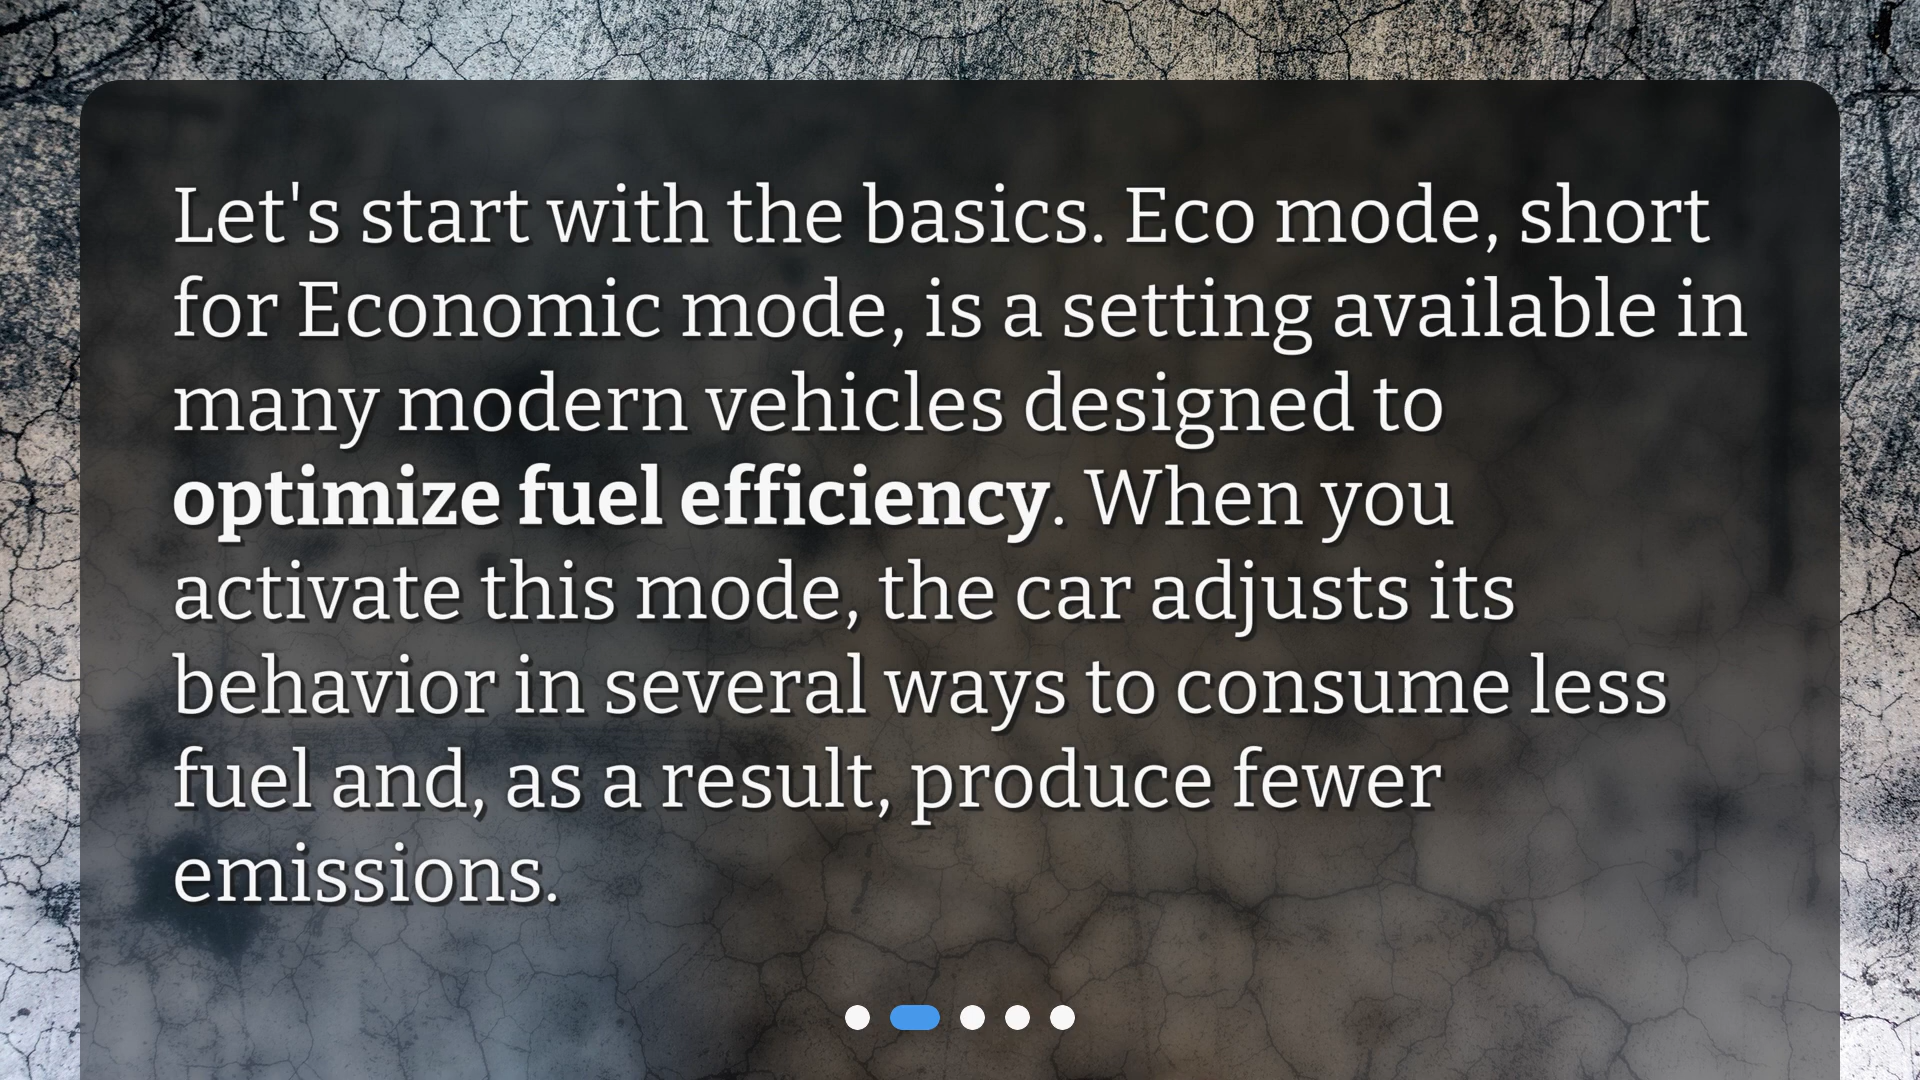 Let's start with the basics. Eco mode, short
for Economic mode, is a setting available in
many modern vehicles designed to
optimize fuel efficiency. When you
activate this mode, the car adjusts its
behavior in several ways to consume less
fuel and, as a result, produce fewer
emissions.